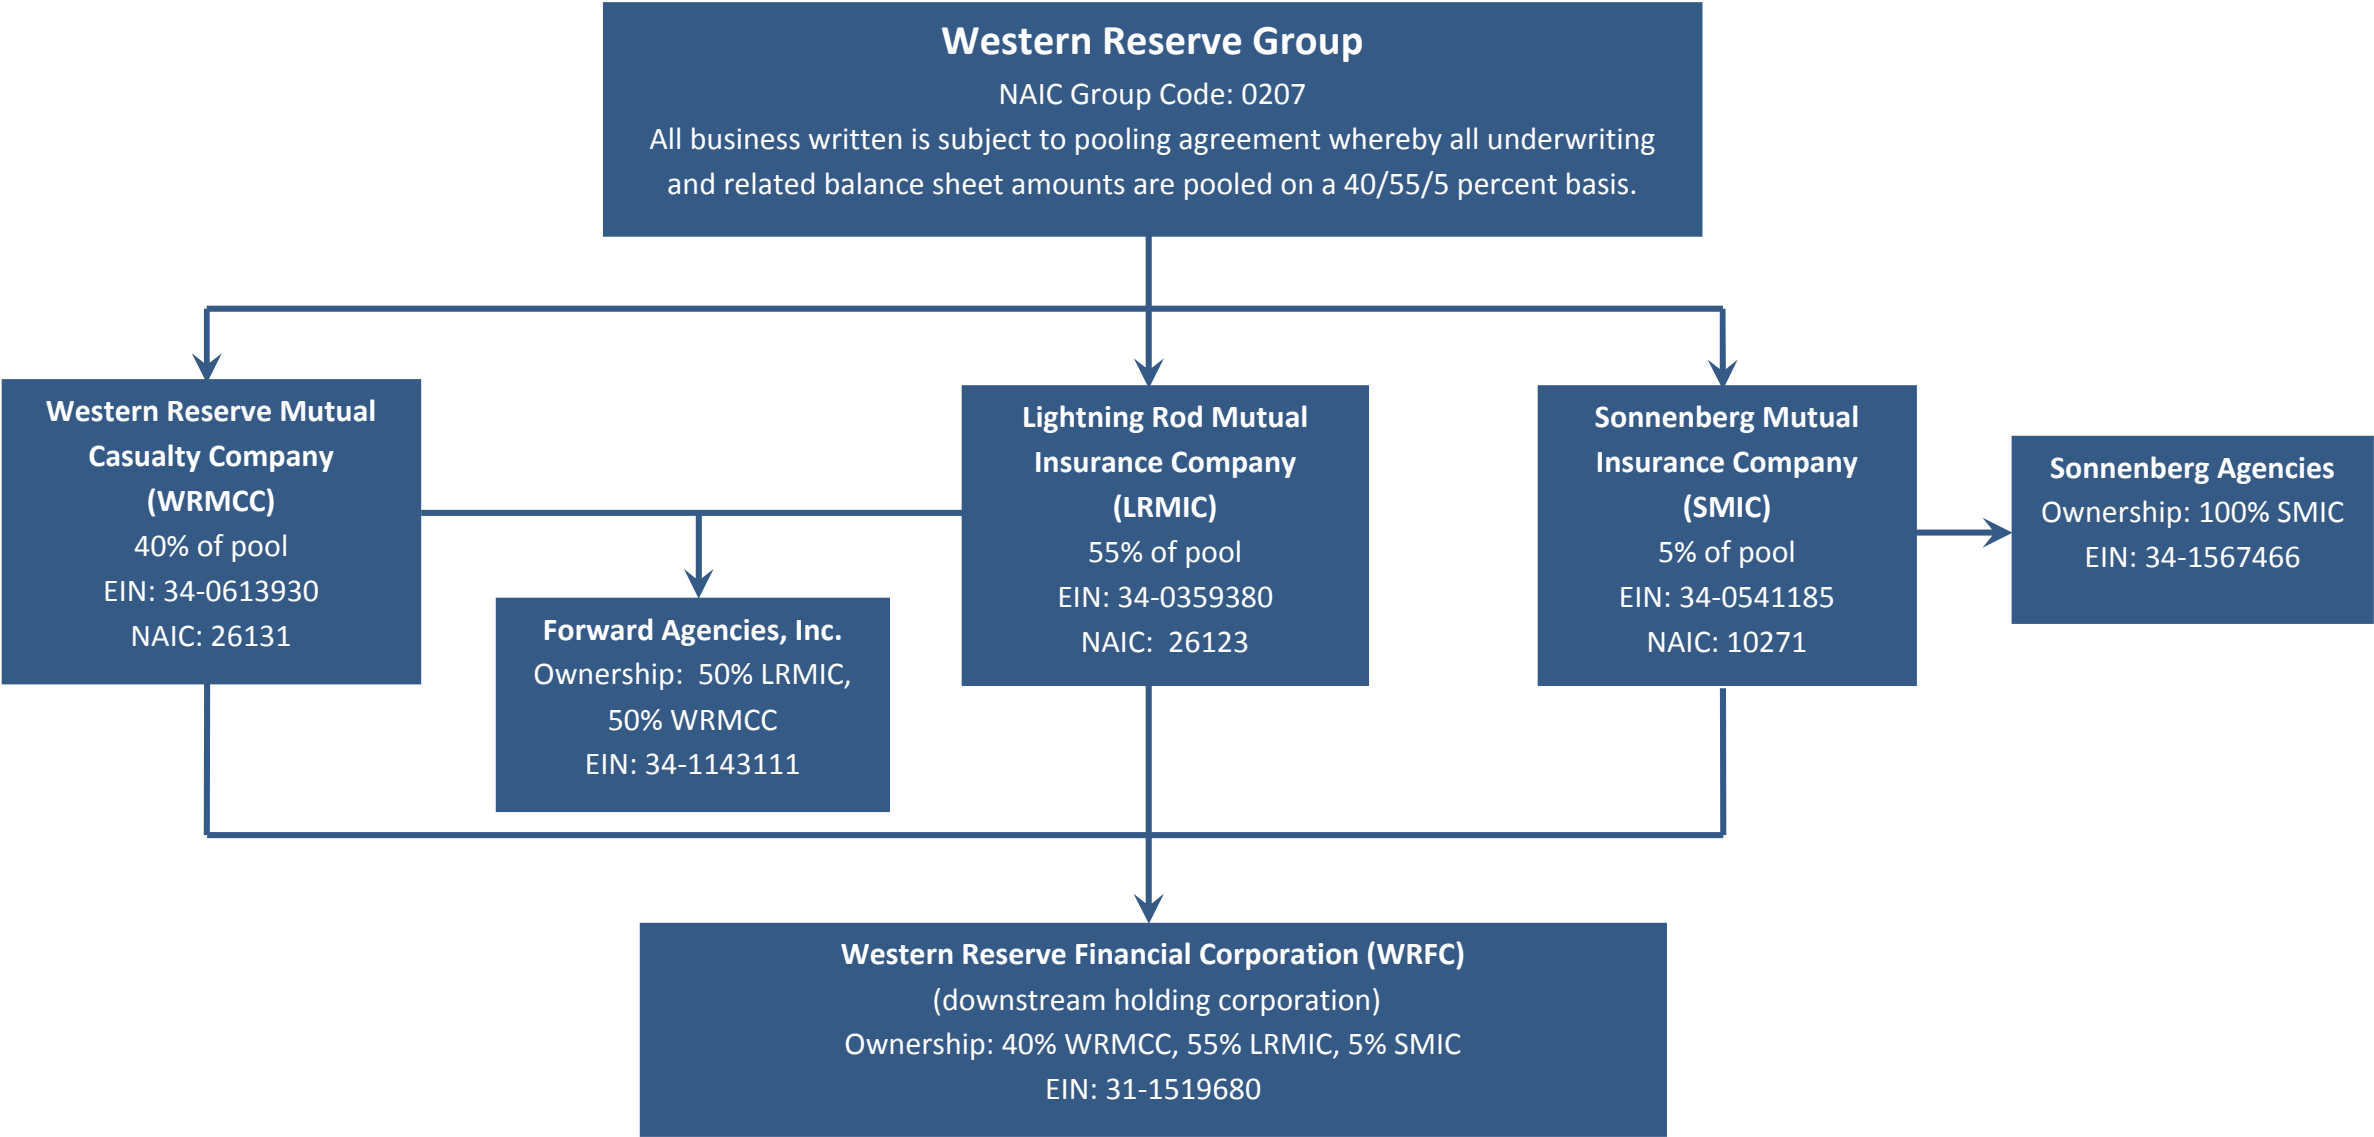 Western Reserve Group
NAIC Group Code: 0207
All business written is subject to pooling agreement whereby all underwriting
and related balance sheet amounts are pooled on a 40/55/5 percent basis.
Western Reserve Mutual
Casualty Company
(WRMCC)
40% of pool
EIN: 34-0613930
NAIC: 26131
Forward Agencies, Inc.
Ownership:  50% LRMIC,
50% WRMCC
EIN: 34-1143111
Lightning Rod Mutual
Insurance Company
(LRMIC)
55% of pool
EIN: 34-0359380
NAIC:  26123
Sonnenberg Mutual
Insurance Company
(SMIC)
5% of pool
EIN: 34-0541185
NAIC: 10271
Sonnenberg Agencies
Ownership: 100% SMIC
EIN: 34-1567466
Western Reserve Financial Corporation (WRFC)
(downstream holding corporation)
Ownership: 40% WRMCC, 55% LRMIC, 5% SMIC
EIN: 31-1519680